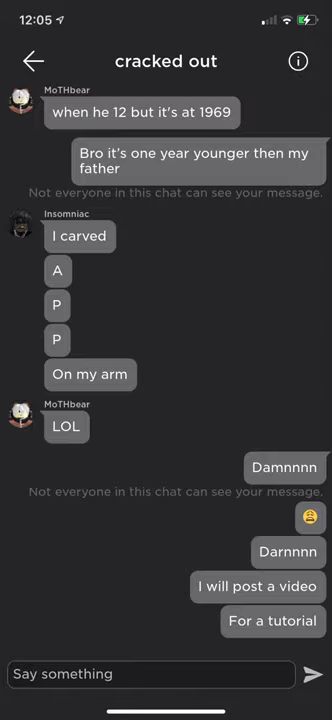 12:05
cracked out
MoTHbear
when he 12 but it's at 1969
Bro it's one year younger then my
father
Not everyone in this chat can see your message.
Insomniac
I carved
A
P
P
On my arm
MoTHbear
LOL
Damnnnn
Not everyone in this chat can see your message.
😩
Darnnnn
I will post a video
For a tutorial
Say something